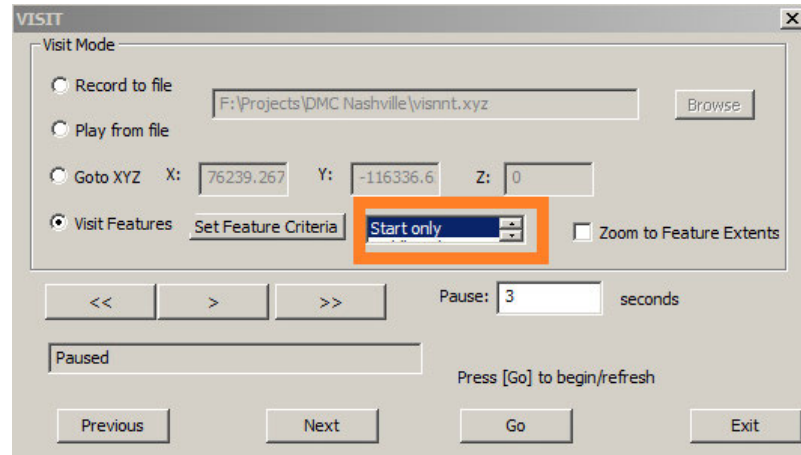 VISIT
Visit Mode
Record to file
F:\Projects\DMC Nashville\visnnt.xyz
Browse
Play from file
Goto XYZ X: 76239.267 Y: -116336.6 Z: 0
Visit Features Set Feature Criteria Start only Zoom to Feature Extents
<< > >> Pause: 3 seconds
Paused
Press [Go] to begin/refresh
Previous Next Go Exit